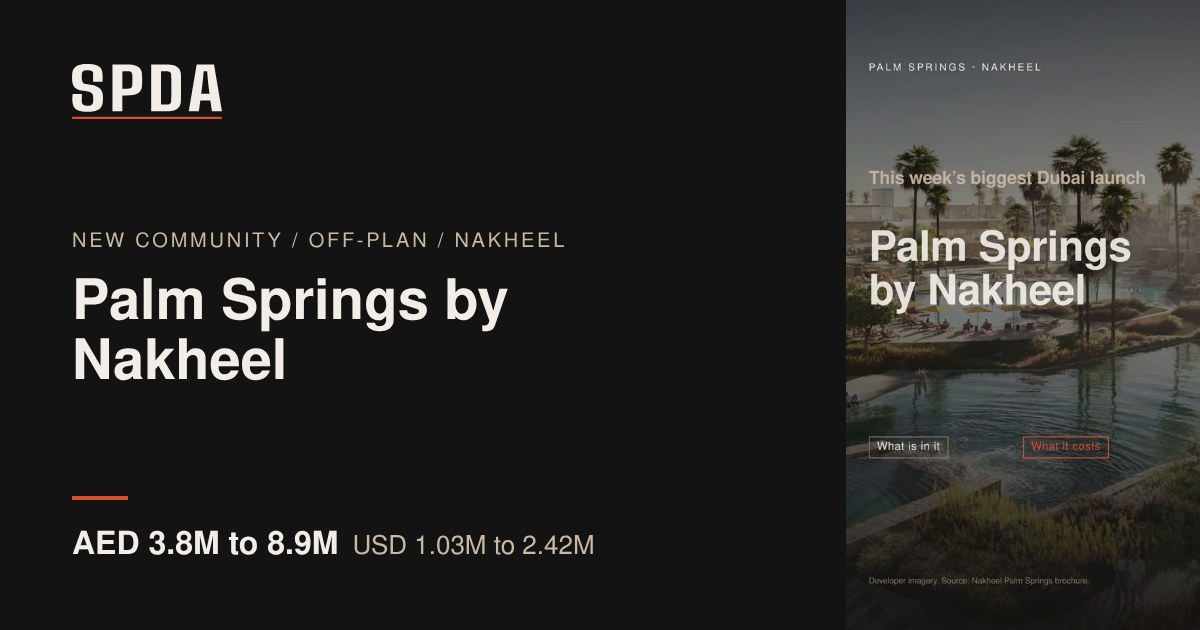 SPDA
NEW COMMUNITY / OFF-PLAN / NAKHEEL
Palm Springs by
Nakheel
AED 3.8M to 8.9M USD 1.03M to 2.42M
PALM SPRINGS · NAKHEEL
This week's biggest Dubai launch
Palm Springs
by Nakheel
What is in it
What it costs
Developer imagery. Source: Nakheel Palm Springs brochure.